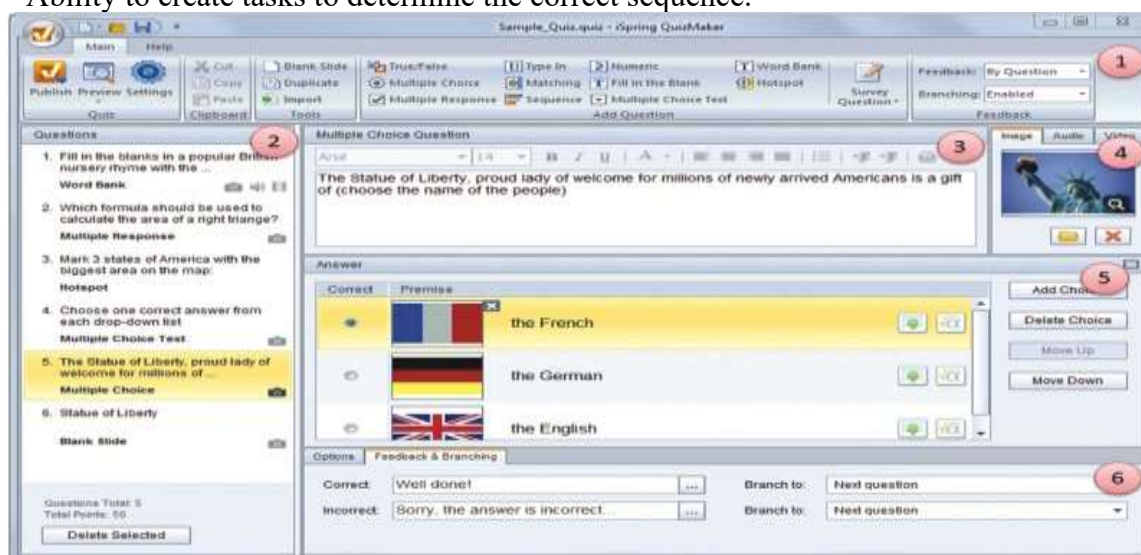 Ability to create tasks to determine the correct sequence.
Sample_Quiz.quiz - iSpring QuizMaker
Main Help
Publish Preview Settings
Quiz
Cut
Copy
Paste
Clipboard
Blank Slide
Duplicate
Import
Tools
True/False
Multiple Choice
Multiple Response
Type In
Matching
Sequence
Numeric
Fill in the Blank
Multiple Choice Text
Word Bank
Hotspot
Add Question
Survey
Question
Feedback: By Question
Branching: Enabled
Feedback
1
Questions
2
1. Fill in the blanks in a popular British
nursery rhyme with the ...
Word Bank
2. Which formula should be used to
calculate the area of a right triange?
Multiple Response
3. Mark 3 states of America with the
biggest area on the map:
Hotspot
4. Choose one correct answer from
each drop-down list
Multiple Choice Text
5. The Statue of Liberty, proud lady of
welcome for millions of ...
Multiple Choice
6. Statue of Liberty
Blank Slide
Questions Total: 5
Total Points: 50
Delete Selected
Multiple Choice Question
3
Arial 14 B I U A
The Statue of Liberty, proud lady of welcome for millions of newly arrived Americans is a gift
of (choose the name of the people)
Image Audio Video
4
Answer
5
Correct Premise
the French
the German
the English
Add Choice
Delete Choice
Move Up
Move Down
Options Feedback & Branching
6
Correct: Well done! ... Branch to: Next question
Incorrect: Sorry, the answer is incorrect... ... Branch to: Next question